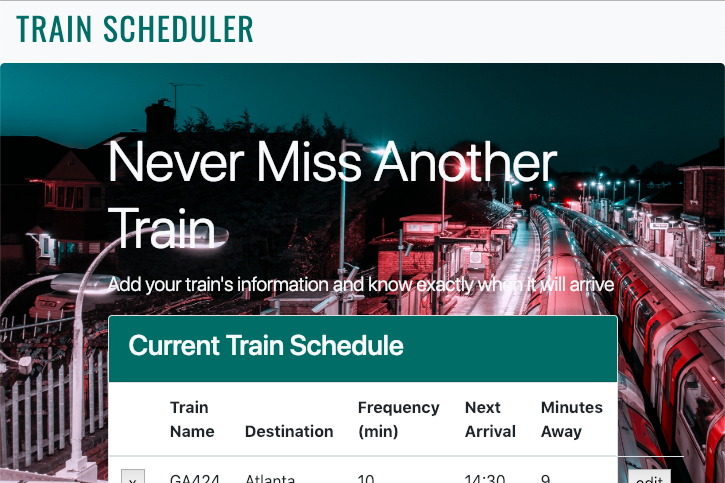 TRAIN SCHEDULER
Never Miss Another
Train
Add your train's information and know exactly when it will arrive
Current Train Schedule
Train Name Destination Frequency (min) Next Arrival Minutes Away
x GA424 Atlanta 10 14:30 9 edit